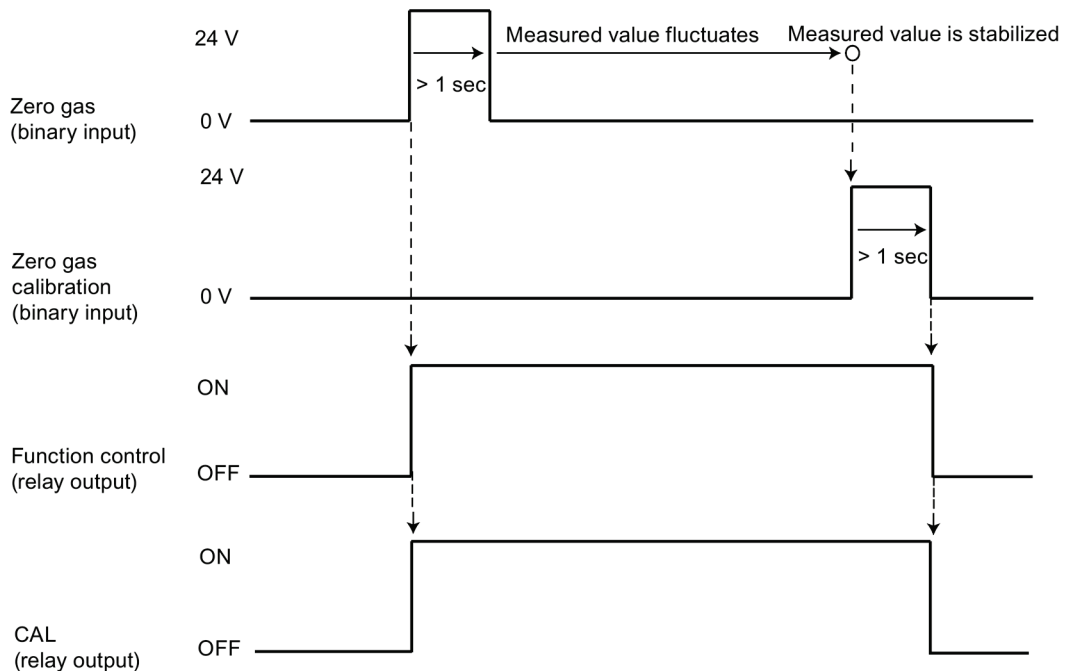 24 V
Measured value fluctuates
Measured value is stabilized
> 1 sec
Zero gas
(binary input)
0 V
24 V
> 1 sec
Zero gas
calibration
(binary input)
0 V
ON
Function control
(relay output)
OFF
ON
CAL
(relay output)
OFF